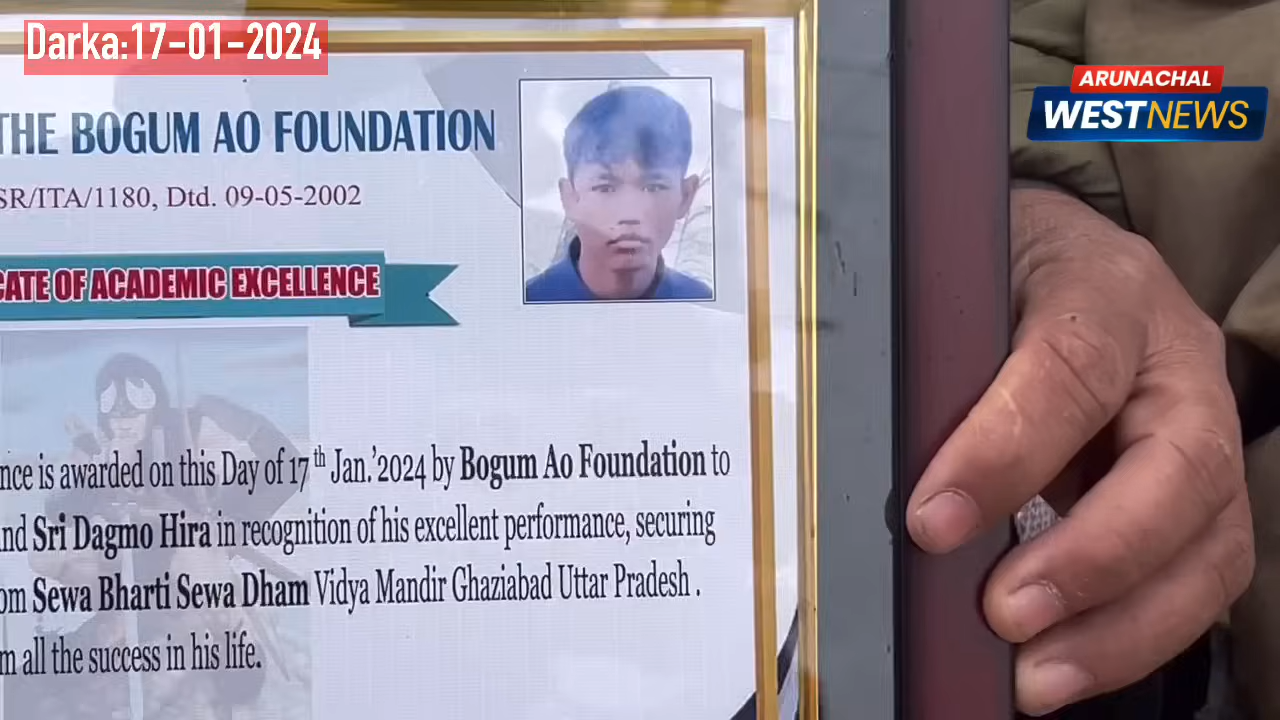 Darka:17-01-2024
ARUNACHAL
WESTNEWS
THE BOGUM AO FOUNDATION
SR/ITA/1180, Dtd. 09-05-2002
CATE OF ACADEMIC EXCELLENCE
nce is awarded on this Day of 17th Jan.'2024 by Bogum Ao Foundation to
nd Sri Dagmo Hira in recognition of his excellent performance, securing
om Sewa Bharti Sewa Dham Vidya Mandir Ghaziabad Uttar Pradesh .
m all the success in his life.